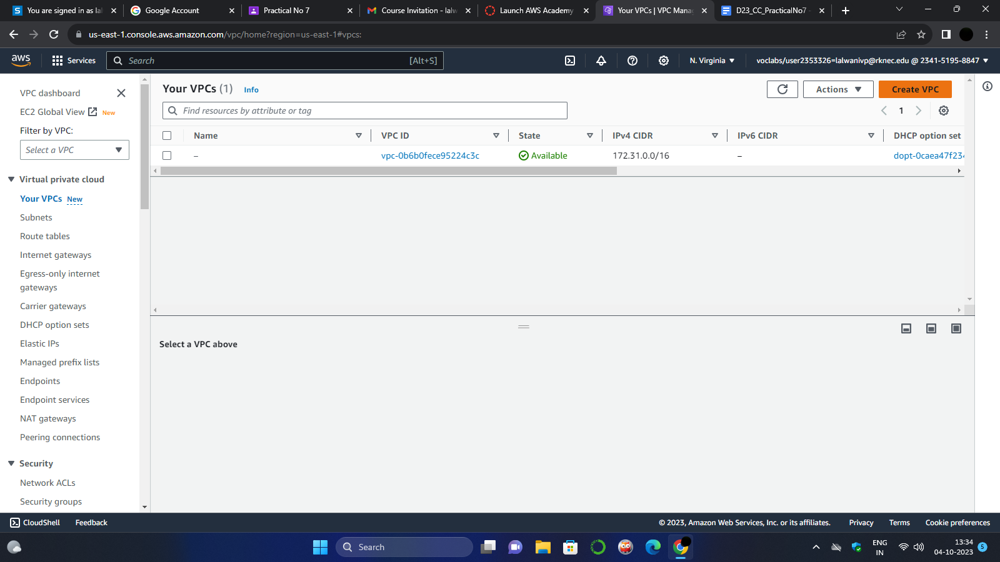 You are signed in as lal
Google Account
Practical No 7
Course Invitation - lalw
Launch AWS Academy
Your VPCs | VPC Mana
D23_CC_PracticalNo7 -
us-east-1.console.aws.amazon.com/vpc/home?region=us-east-1#vpcs:
aws
Services
Search
[Alt+S]
N. Virginia
voclabs/user2353326=lalwanivp@rknec.edu @ 2341-5195-8847
VPC dashboard
EC2 Global View New
Filter by VPC:
Select a VPC
Virtual private cloud
Your VPCs New
Subnets
Route tables
Internet gateways
Egress-only internet
gateways
Carrier gateways
DHCP option sets
Elastic IPs
Managed prefix lists
Endpoints
Endpoint services
NAT gateways
Peering connections
Security
Network ACLs
Security groups
Your VPCs (1) Info
Actions
Create VPC
Find resources by attribute or tag
1
Name VPC ID State IPv4 CIDR IPv6 CIDR DHCP option set
– vpc-0b6b0fece95224c3c Available 172.31.0.0/16 – dopt-0caea47f234
Select a VPC above
CloudShell Feedback
© 2023, Amazon Web Services, Inc. or its affiliates. Privacy Terms Cookie preferences
Search
ENG
IN
13:34
04-10-2023
5